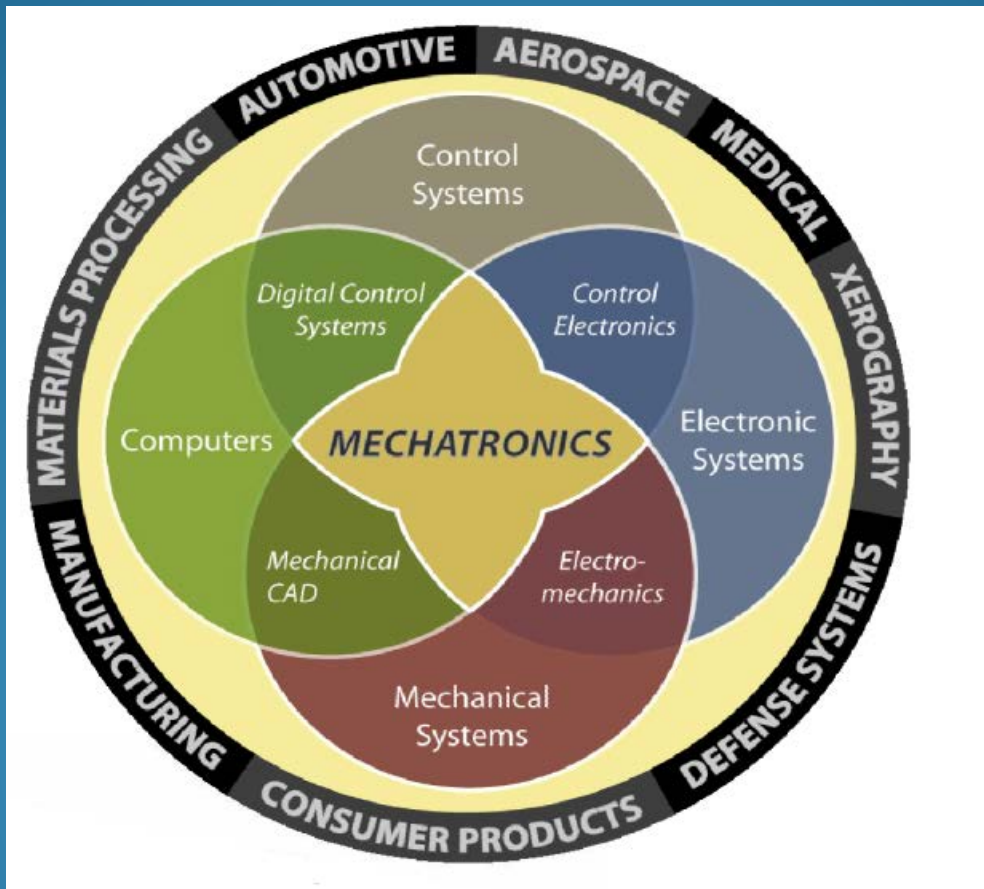 AUTOMOTIVE
AEROSPACE
MEDICAL
XEROGRAPHY
DEFENSE SYSTEMS
CONSUMER PRODUCTS
MANUFACTURING
MATERIALS PROCESSING
Control
Systems
Digital Control
Systems
Control
Electronics
Computers
MECHATRONICS
Electronic
Systems
Mechanical
CAD
Electro-
mechanics
Mechanical
Systems